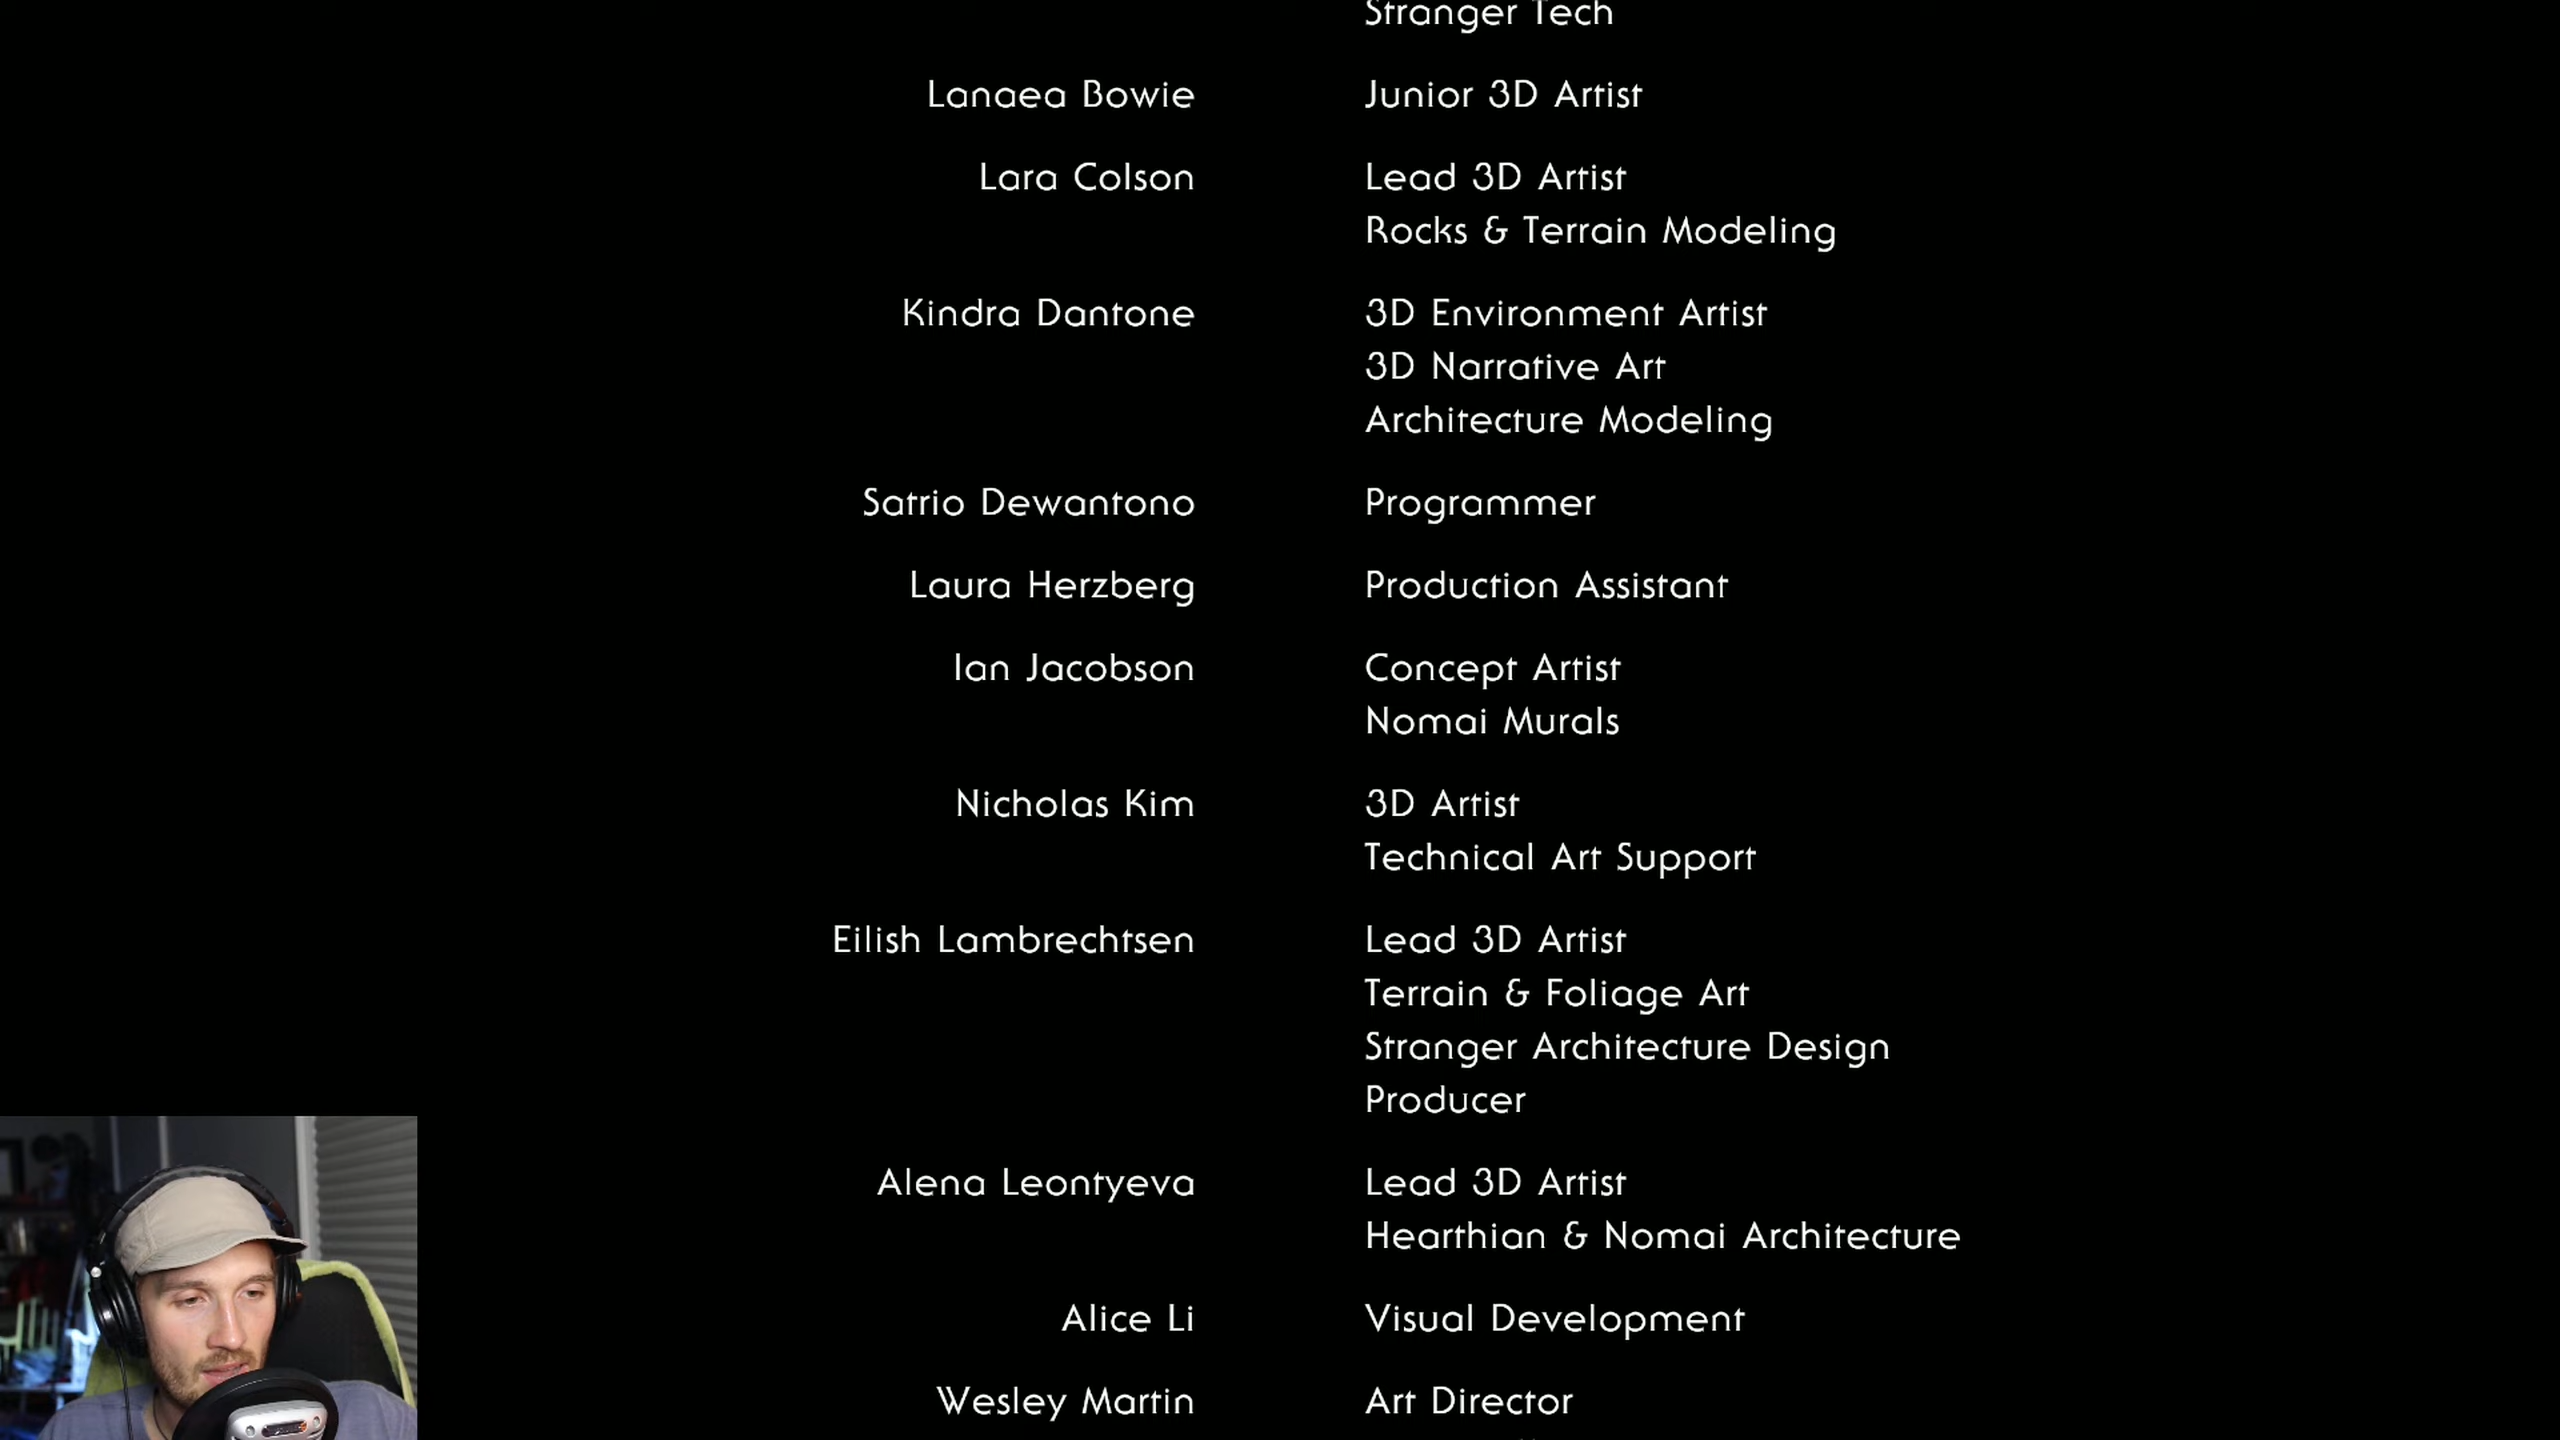 Stranger Tech
Lanaea Bowie Junior 3D Artist
Lara Colson Lead 3D Artist
Rocks & Terrain Modeling
Kindra Dantone 3D Environment Artist
3D Narrative Art
Architecture Modeling
Satrio Dewantono Programmer
Laura Herzberg Production Assistant
Ian Jacobson Concept Artist
Nomai Murals
Nicholas Kim 3D Artist
Technical Art Support
Eilish Lambrechtsen Lead 3D Artist
Terrain & Foliage Art
Stranger Architecture Design
Producer
Alena Leontyeva Lead 3D Artist
Hearthian & Nomai Architecture
Alice Li Visual Development
Wesley Martin Art Director